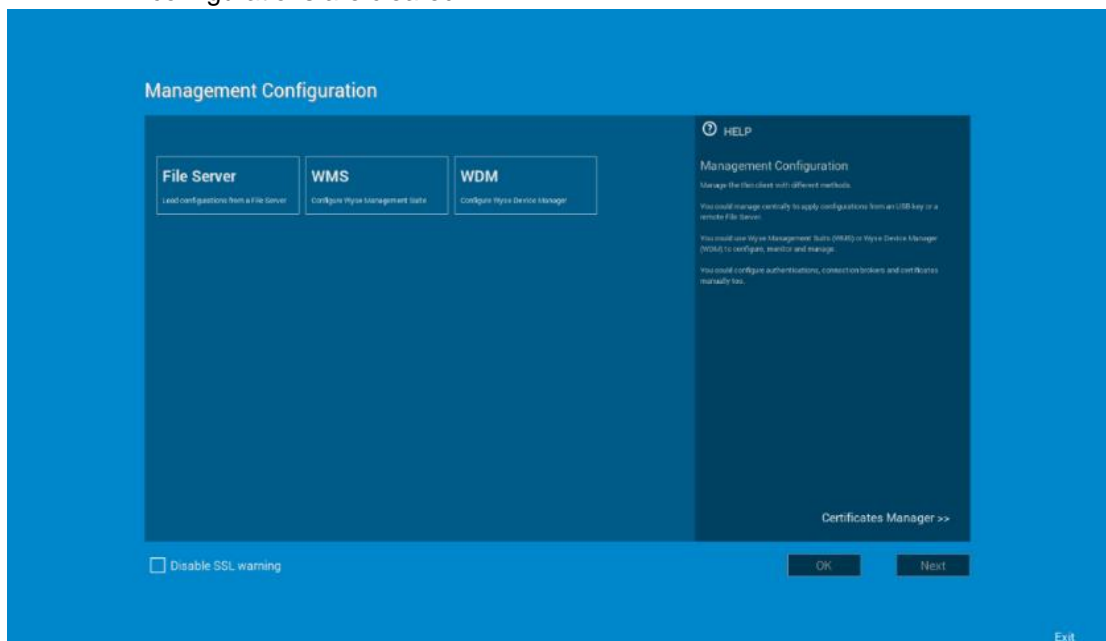 Management Configuration
File Server
Load configurations from a File Server
WMS
Configure Wyse Management Suite
WDM
Configure Wyse Device Manager
HELP
Management Configuration
Manage the thin client with different methods.
You could manage centrally to apply configurations from an USB key or a
remote File Server.
You could use Wyse Management Suite (WMS) or Wyse Device Manager
(WDM) to configure, monitor and manage.
You could configure authentications, connection brokers and certificates
manually too.
Certificates Manager >>
Disable SSL warning
OK
Next
Exit